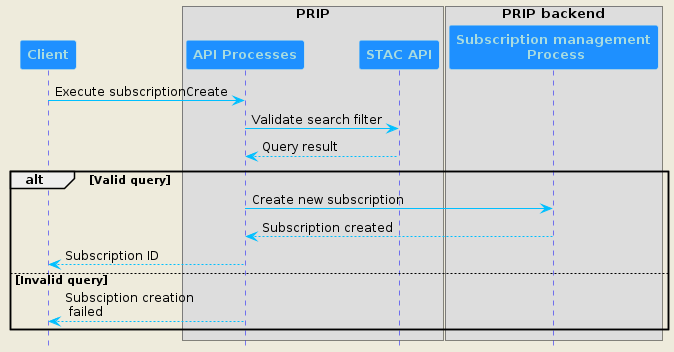 PRIP
PRIP backend
Client
API Processes
STAC API
Subscription management
Process
Execute subscriptionCreate
Validate search filter
Query result
alt
[Valid query]
Create new subscription
Subscription created
Subscription ID
[Invalid query]
Subsciption creation
failed